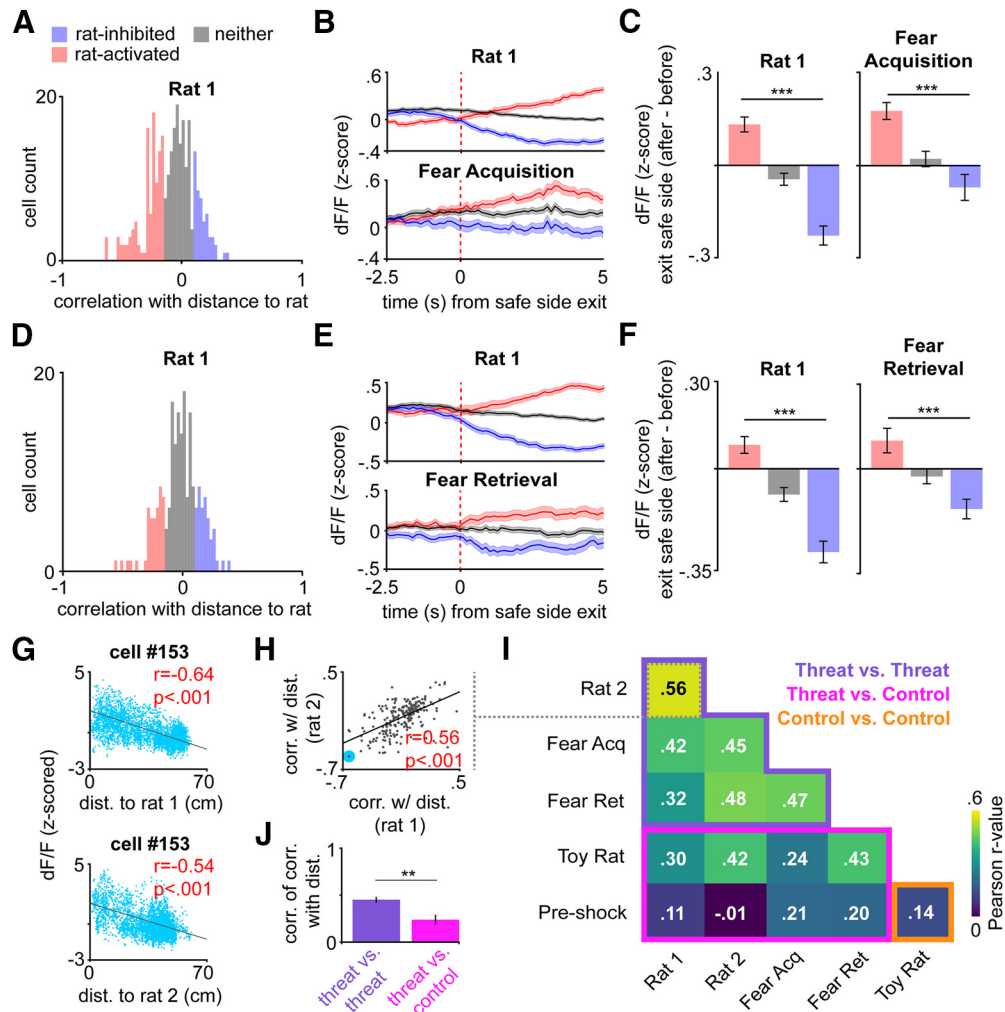 A
rat-inhibited
neither
rat-activated
Rat 1
20
cell count
0
-1
0
1
correlation with distance to rat
B
Rat 1
.6
0
-.4
Fear Acquisition
.6
0
-.4
dF/F (z-score)
-2.5
0
5
time (s) from safe side exit
C
Rat 1
Fear
Acquisition
.3
***
***
-.3
dF/F (z-score)
exit safe side (after - before)
D
Rat 1
20
cell count
0
-1
0
1
correlation with distance to rat
E
Rat 1
.5
0
-.5
Fear Retrieval
.5
0
-.5
dF/F (z-score)
-2.5
0
5
time (s) from safe side exit
F
Rat 1
Fear
Retrieval
.30
***
***
-.35
dF/F (z-score)
exit safe side (after - before)
G
cell #153
5
r=-0.64
p<.001
-3
0
70
dist. to rat 1 (cm)
dF/F (z-scored)
cell #153
5
r=-0.54
p<.001
-3
0
70
dist. to rat 2 (cm)
H
.5
corr. w/ dist.
(rat 2)
r=0.56
p<.001
-.7
-.7
.5
corr. w/ dist.
(rat 1)
J
1
**
corr. of corr.
with dist.
0
threat vs.
threat
threat vs.
control
I
Threat vs. Threat
Threat vs. Control
Control vs. Control
Rat 2
.56
Fear Acq
.42 .45
Fear Ret
.32 .48 .47
Toy Rat
.30 .42 .24 .43
Pre-shock
.11 -.01 .21 .20 .14
Rat 1
Rat 2
Fear Acq
Fear Ret
Toy Rat
.6
0
Pearson r-value